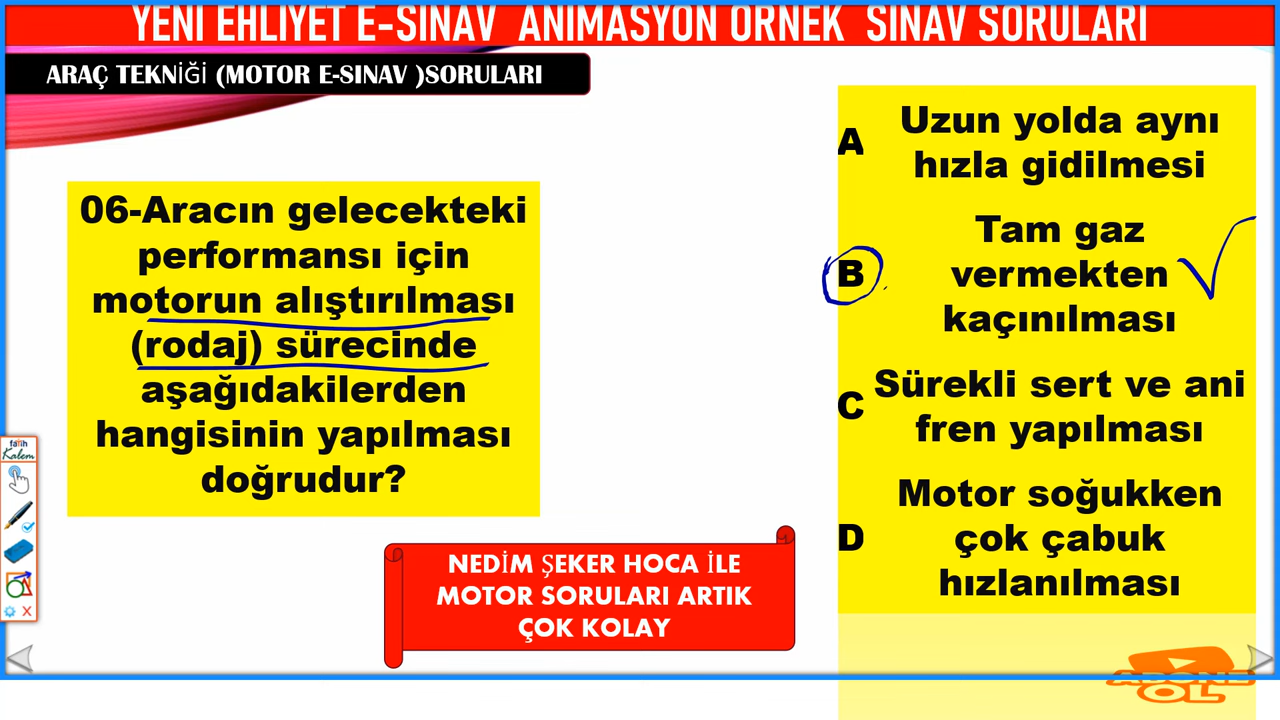 YENİ EHLİYET E-SINAV ANIMASYON ÖRNEK SINAV SORULARI
ARAÇ TEKNİĞİ (MOTOR E-SINAV )SORULARI
06-Aracın gelecekteki
performansı için
motorun alıştırılması
(rodaj) sürecinde
aşağıdakilerden
hangisinin yapılması
doğrudur?
A
Uzun yolda aynı
hızla gidilmesi
B
Tam gaz
vermekten
kaçınılması
C
Sürekli sert ve ani
fren yapılması
D
Motor soğukken
çok çabuk
hızlanılması
NEDİM ŞEKER HOCA İLE
MOTOR SORULARI ARTIK
ÇOK KOLAY
fatih
Kalem
ABONE
OL